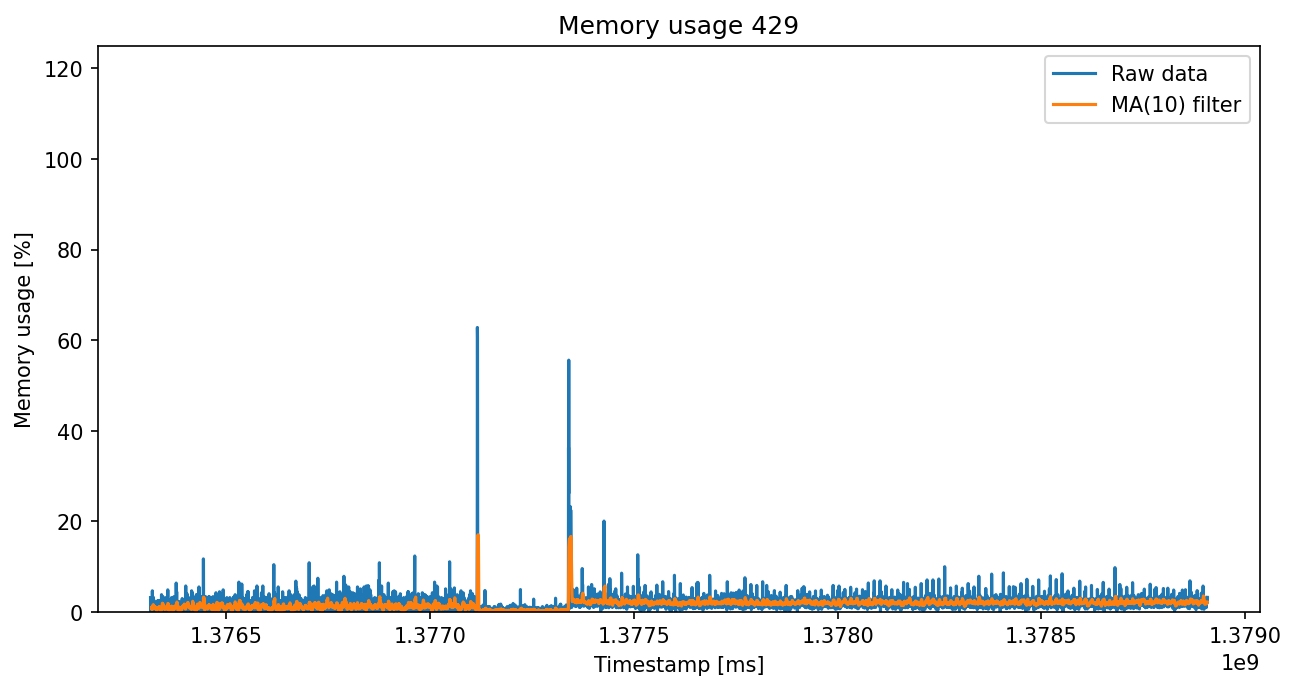 Memory usage 429
Raw data
MA(10) filter
120
100
80
60
40
20
0
Memory usage [%]
1.3765 1.3770 1.3775 1.3780 1.3785 1.3790
1e9
Timestamp [ms]